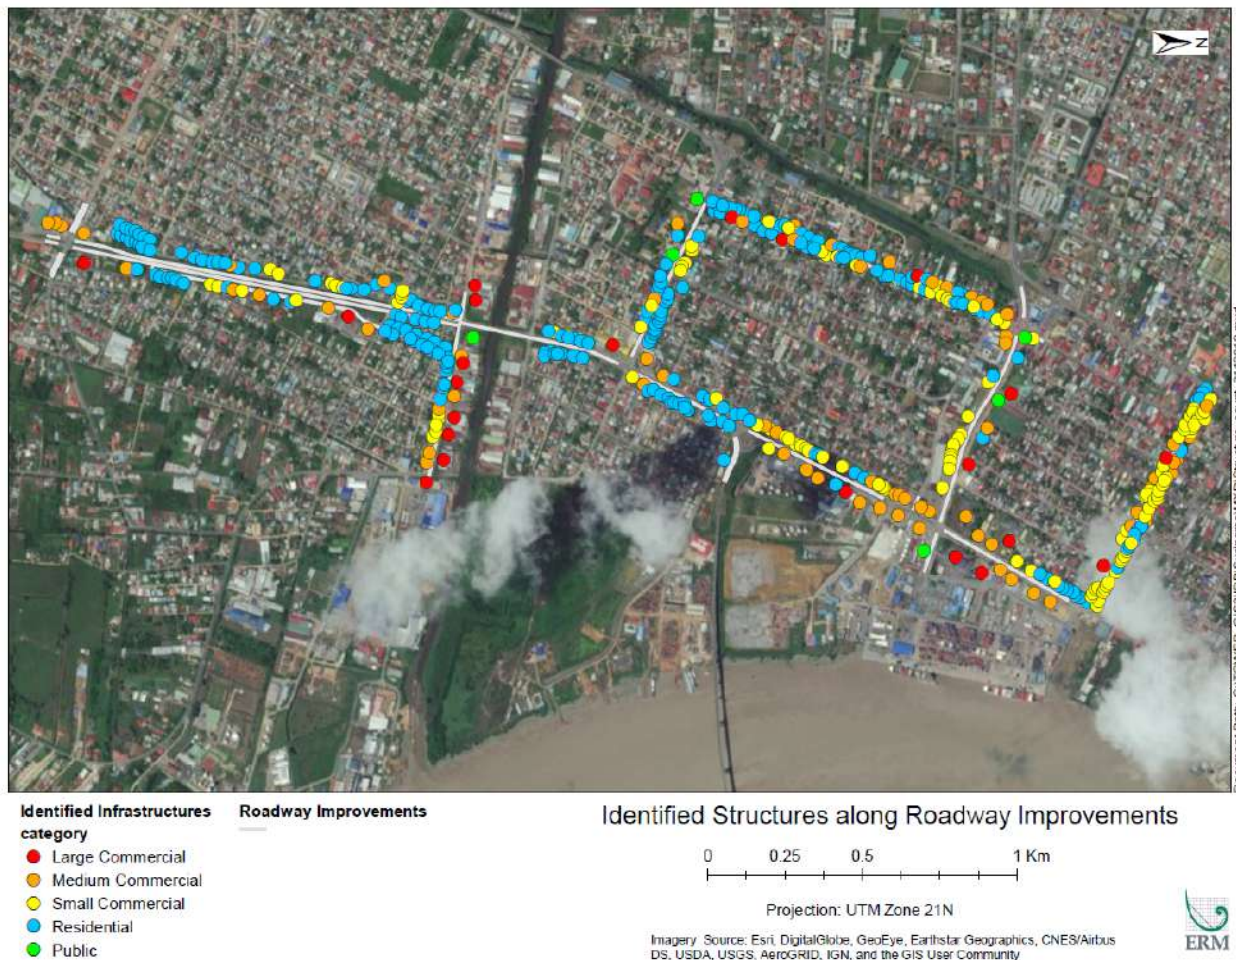 N
Identified Infrastructures
category
Large Commercial
Medium Commercial
Small Commercial
Residential
Public
Roadway Improvements
Identified Structures along Roadway Improvements
0 0.25 0.5 1 Km
Projection: UTM Zone 21N
Imagery Source: Esri, DigitalGlobe, GeoEye, Earthstar Geographics, CNES/Airbus
DS, USDA, USGS, AeroGRID, IGN, and the GIS User Community
ERM